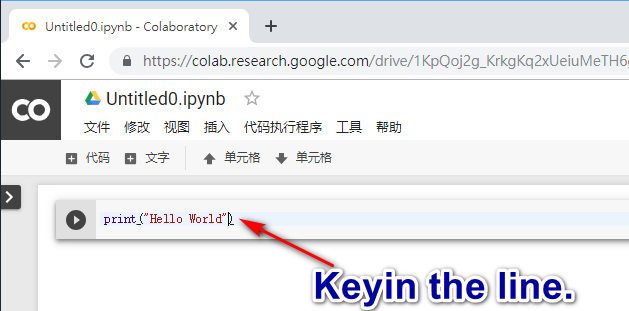 Untitled0.ipynb - Colaboratory
https://colab.research.google.com/drive/1KpQoj2g_KrkgKq2xUeiuMeTH6
CO Untitled0.ipynb
文件 修改 视图 插入 代码执行程序 工具 帮助
代码 文字 单元格 单元格
print("Hello World")
Keyin the line.